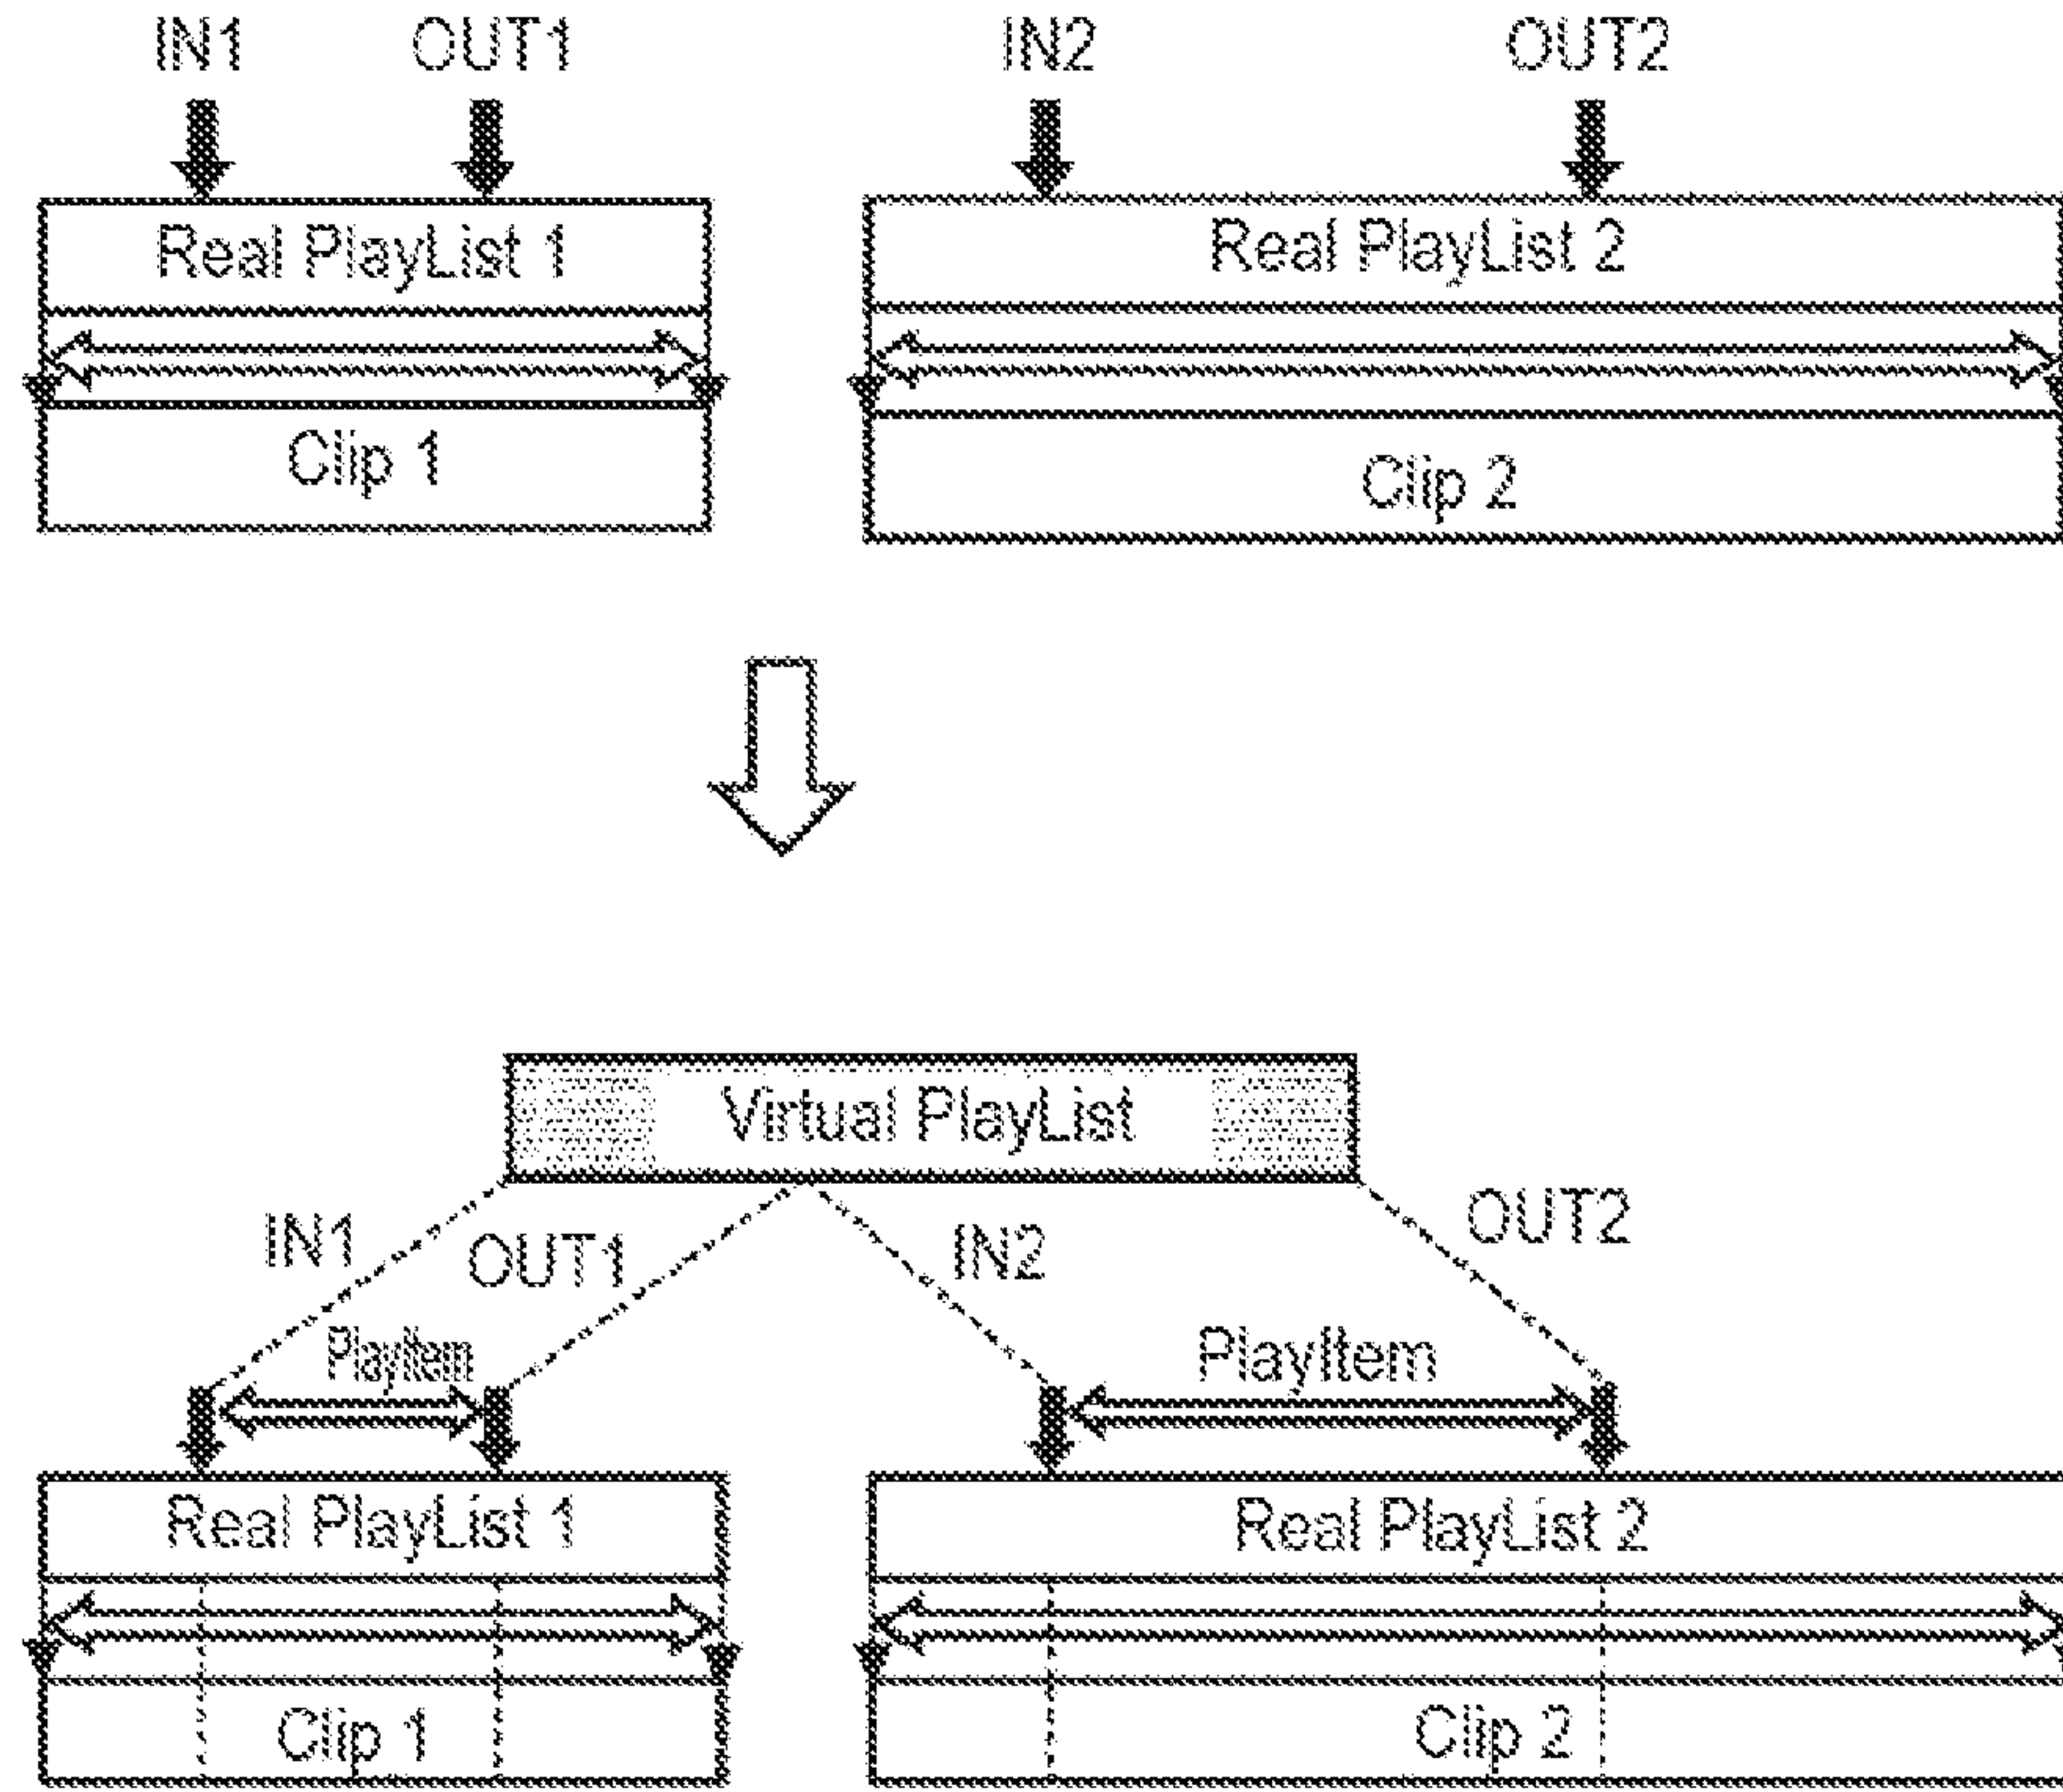 IN1 OUT1 IN2 OUT2
Real PlayList 1 Real PlayList 2
Clip 1 Clip 2
Virtual PlayList
IN1 OUT1 IN2 OUT2
PlayItem PlayItem
Real PlayList 1 Real PlayList 2
Clip 1 Clip 2